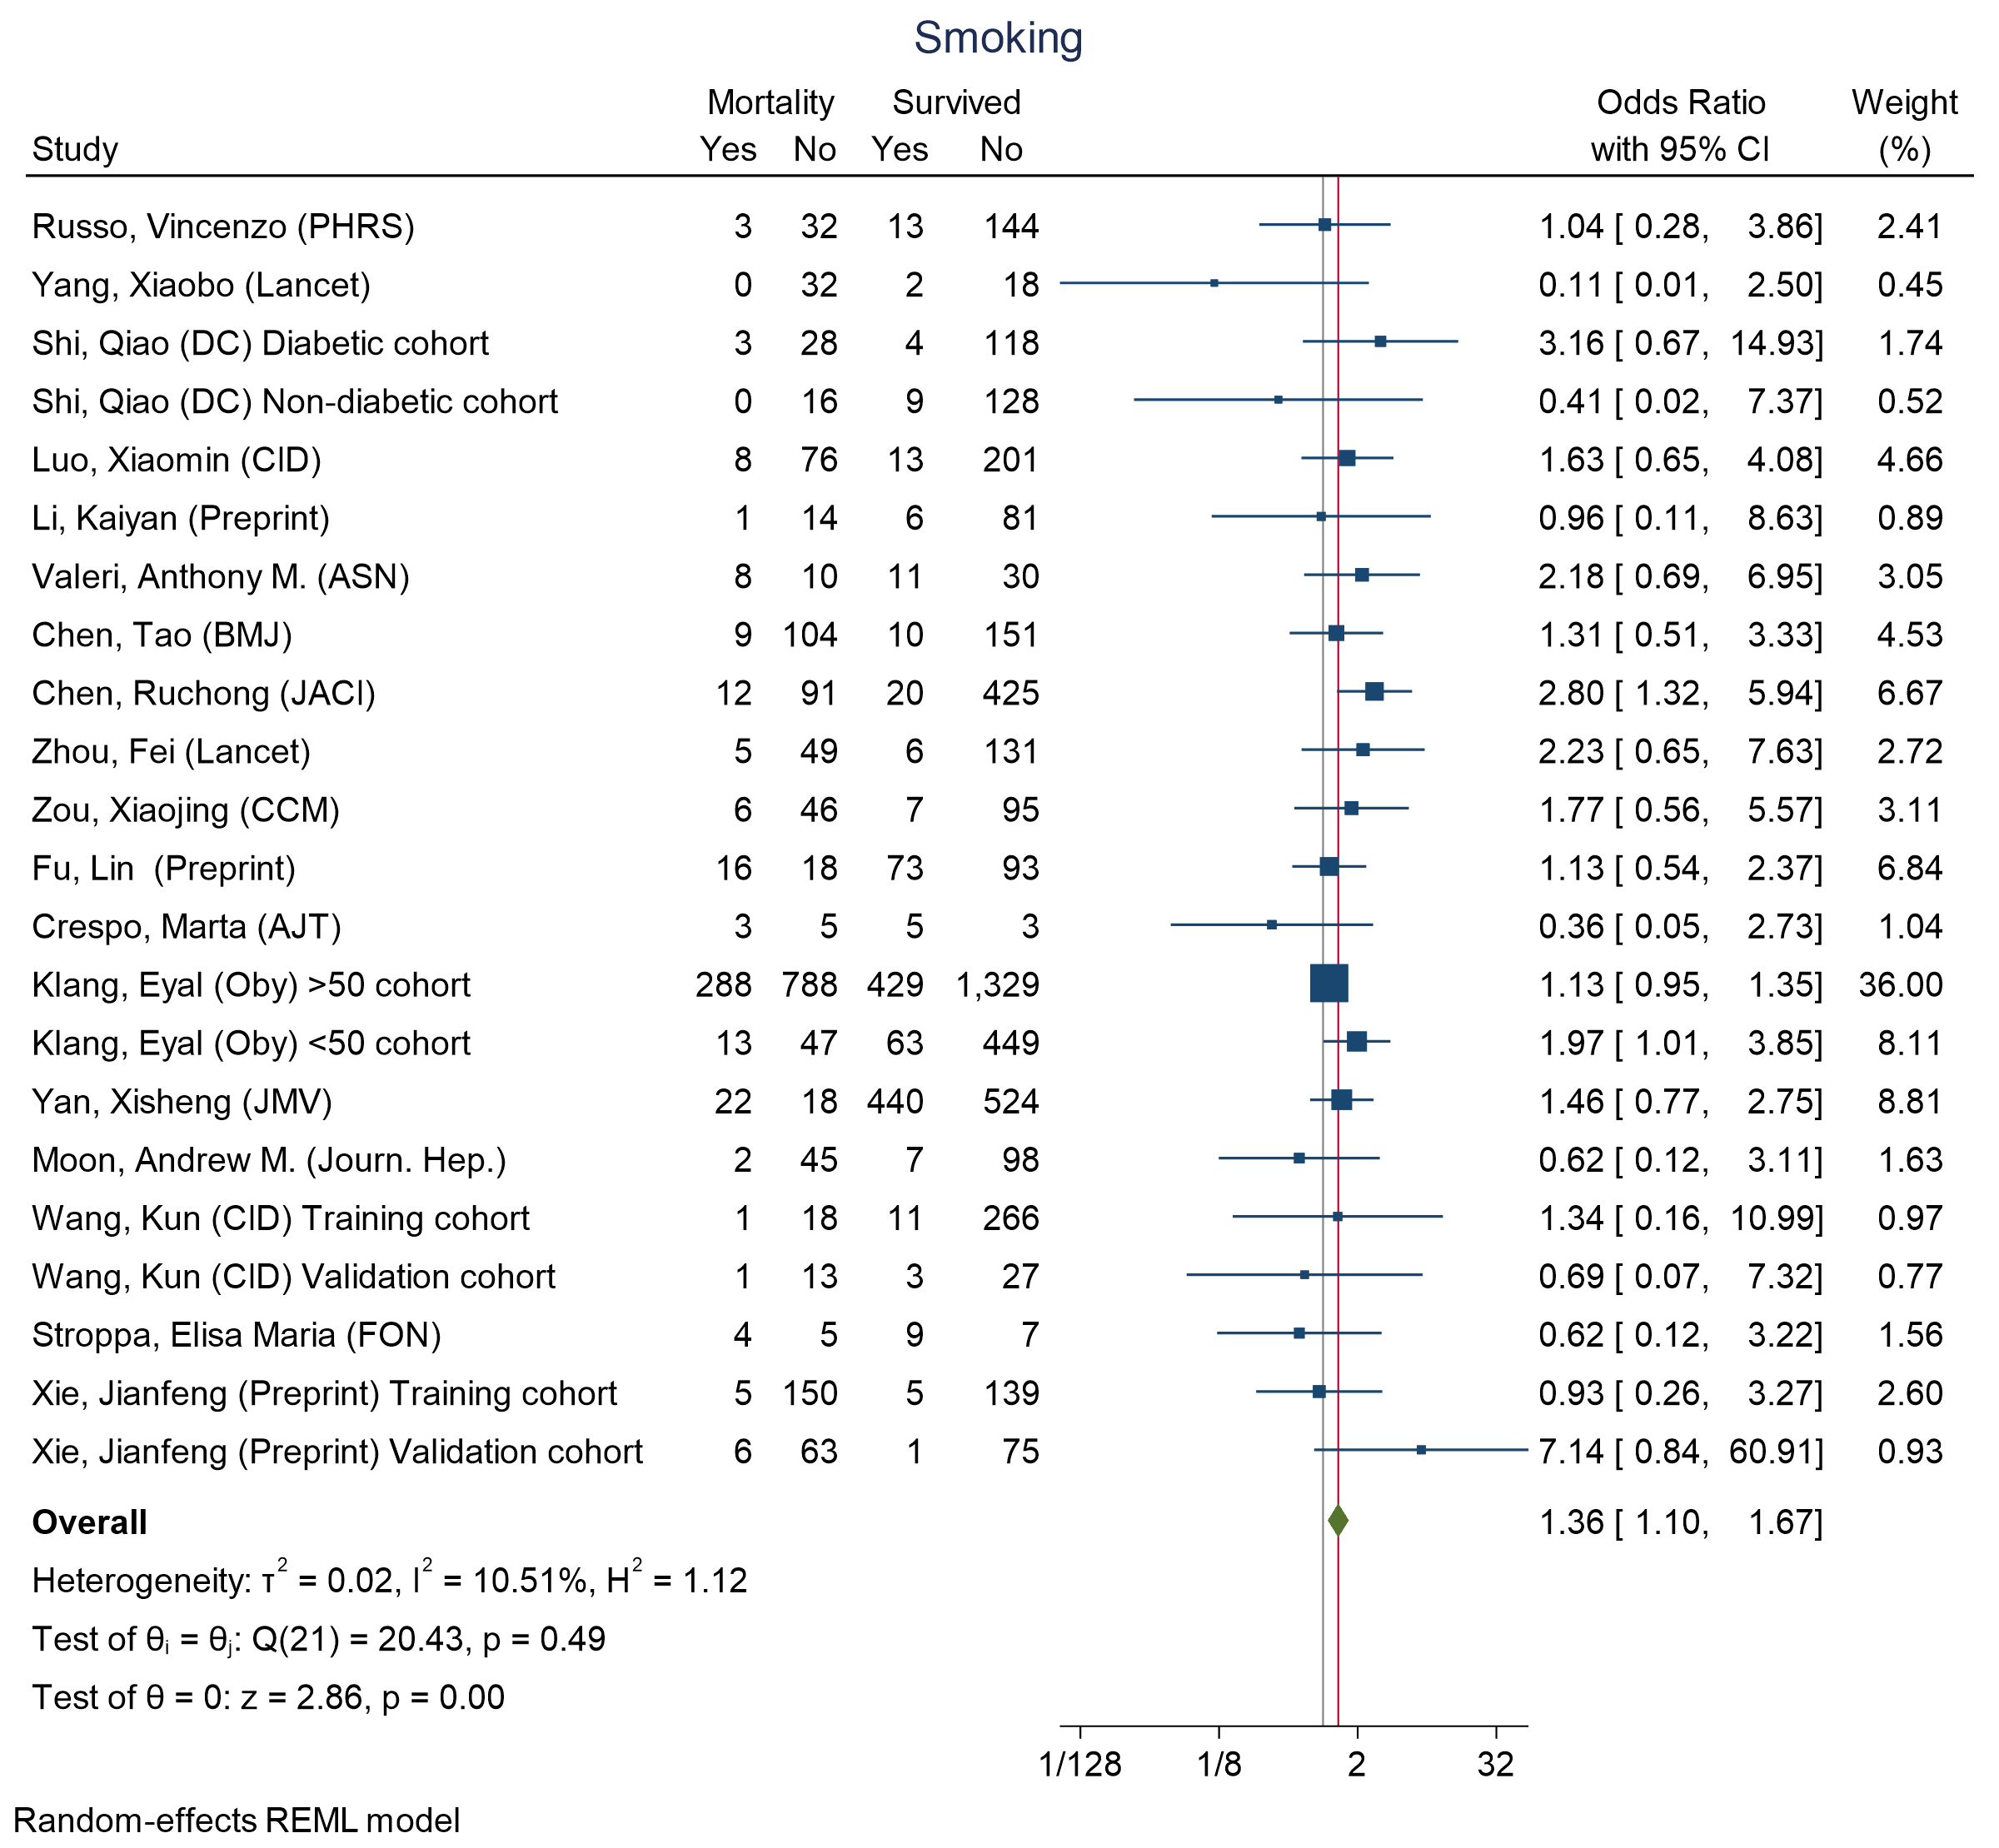 Smoking
Mortality Survived Odds Ratio Weight
Study Yes No Yes No with 95% CI (%)
Russo, Vincenzo (PHRS) 3 32 13 144 1.04 [ 0.28, 3.86] 2.41
Yang, Xiaobo (Lancet) 0 32 2 18 0.11 [ 0.01, 2.50] 0.45
Shi, Qiao (DC) Diabetic cohort 3 28 4 118 3.16 [ 0.67, 14.93] 1.74
Shi, Qiao (DC) Non-diabetic cohort 0 16 9 128 0.41 [ 0.02, 7.37] 0.52
Luo, Xiaomin (CID) 8 76 13 201 1.63 [ 0.65, 4.08] 4.66
Li, Kaiyan (Preprint) 1 14 6 81 0.96 [ 0.11, 8.63] 0.89
Valeri, Anthony M. (ASN) 8 10 11 30 2.18 [ 0.69, 6.95] 3.05
Chen, Tao (BMJ) 9 104 10 151 1.31 [ 0.51, 3.33] 4.53
Chen, Ruchong (JACI) 12 91 20 425 2.80 [ 1.32, 5.94] 6.67
Zhou, Fei (Lancet) 5 49 6 131 2.23 [ 0.65, 7.63] 2.72
Zou, Xiaojing (CCM) 6 46 7 95 1.77 [ 0.56, 5.57] 3.11
Fu, Lin (Preprint) 16 18 73 93 1.13 [ 0.54, 2.37] 6.84
Crespo, Marta (AJT) 3 5 5 3 0.36 [ 0.05, 2.73] 1.04
Klang, Eyal (Oby) >50 cohort 288 788 429 1,329 1.13 [ 0.95, 1.35] 36.00
Klang, Eyal (Oby) <50 cohort 13 47 63 449 1.97 [ 1.01, 3.85] 8.11
Yan, Xisheng (JMV) 22 18 440 524 1.46 [ 0.77, 2.75] 8.81
Moon, Andrew M. (Journ. Hep.) 2 45 7 98 0.62 [ 0.12, 3.11] 1.63
Wang, Kun (CID) Training cohort 1 18 11 266 1.34 [ 0.16, 10.99] 0.97
Wang, Kun (CID) Validation cohort 1 13 3 27 0.69 [ 0.07, 7.32] 0.77
Stroppa, Elisa Maria (FON) 4 5 9 7 0.62 [ 0.12, 3.22] 1.56
Xie, Jianfeng (Preprint) Training cohort 5 150 5 139 0.93 [ 0.26, 3.27] 2.60
Xie, Jianfeng (Preprint) Validation cohort 6 63 1 75 7.14 [ 0.84, 60.91] 0.93
Overall 1.36 [ 1.10, 1.67]
Heterogeneity: τ² = 0.02, I² = 10.51%, H² = 1.12
Test of θᵢ = θⱼ: Q(21) = 20.43, p = 0.49
Test of θ = 0: z = 2.86, p = 0.00
1/128 1/8 2 32
Random-effects REML model